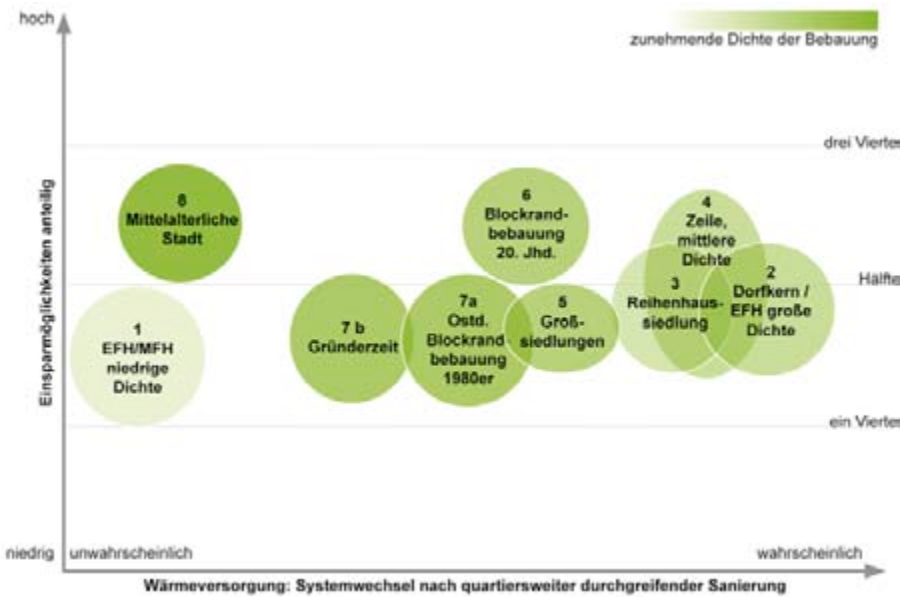 hoch
zunehmende Dichte der Bebauung
drei Viertel
8
Mittelalterliche
Stadt
6
Blockrand-
bebauung
20. Jhd.
4
Zeile,
mittlere
Dichte
Hälfte
3
Reihenhaus-
siedlung
2
Dorfkern /
EFH große
Dichte
1
EFH/MFH
niedrige
Dichte
7 b
Gründerzeit
7a
Ostd.
Blockrand
bebauung
1980er
5
Groß-
siedlungen
ein Viertel
Einsparmöglichkeiten anteilig
niedrig
unwahrscheinlich
wahrscheinlich
Wärmeversorgung: Systemwechsel nach quartiersweiter durchgreifender Sanierung